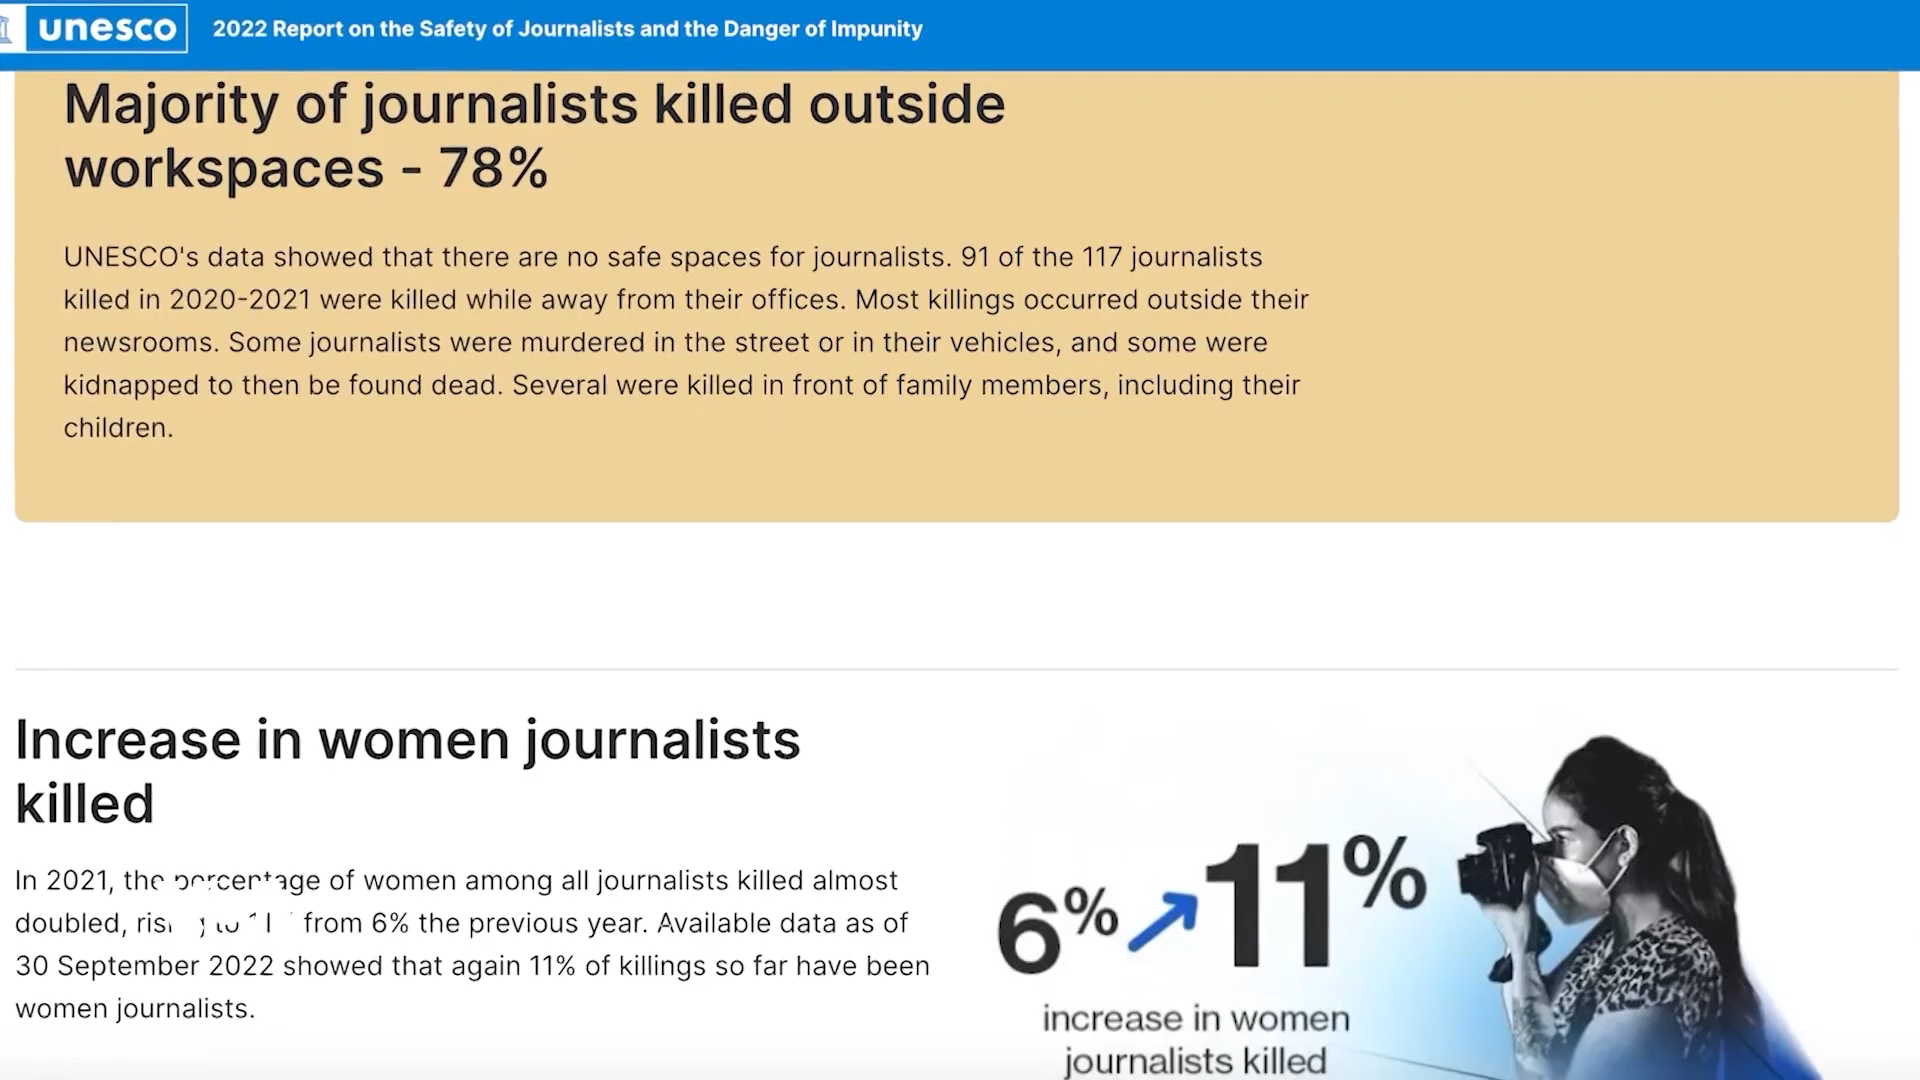 unesco
2022 Report on the Safety of Journalists and the Danger of Impunity
Majority of journalists killed outside
workspaces - 78%
UNESCO's data showed that there are no safe spaces for journalists. 91 of the 117 journalists
killed in 2020-2021 were killed while away from their offices. Most killings occurred outside their
newsrooms. Some journalists were murdered in the street or in their vehicles, and some were
kidnapped to then be found dead. Several were killed in front of family members, including their
children.
Increase in women journalists
killed
In 2021, the percentage of women among all journalists killed almost
doubled, from 6% the previous year. Available data as of
30 September 2022 showed that again 11% of killings so far have been
women journalists.
6% 11%
increase in women
journalists killed